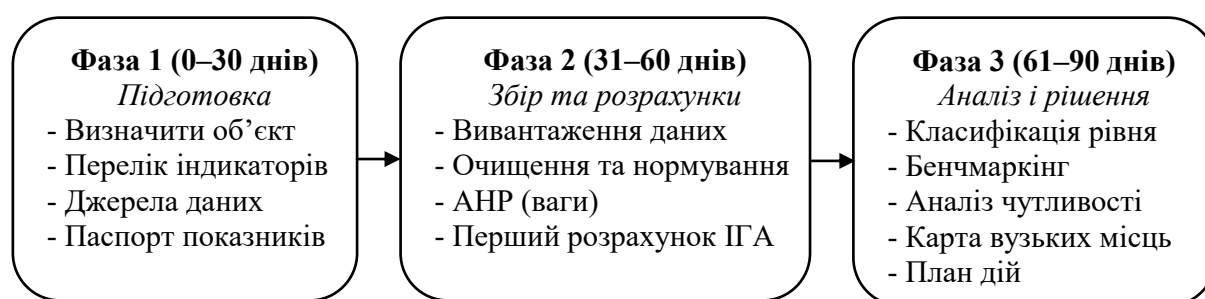 Фаза 1 (0–30 днів)
Підготовка
- Визначити об’єкт
- Перелік індикаторів
- Джерела даних
- Паспорт показників
Фаза 2 (31–60 днів)
Збір та розрахунки
- Вивантаження даних
- Очищення та нормування
- АНР (ваги)
- Перший розрахунок ІГА
Фаза 3 (61–90 днів)
Аналіз і рішення
- Класифікація рівня
- Бенчмаркінг
- Аналіз чутливості
- Карта вузьких місць
- План дій